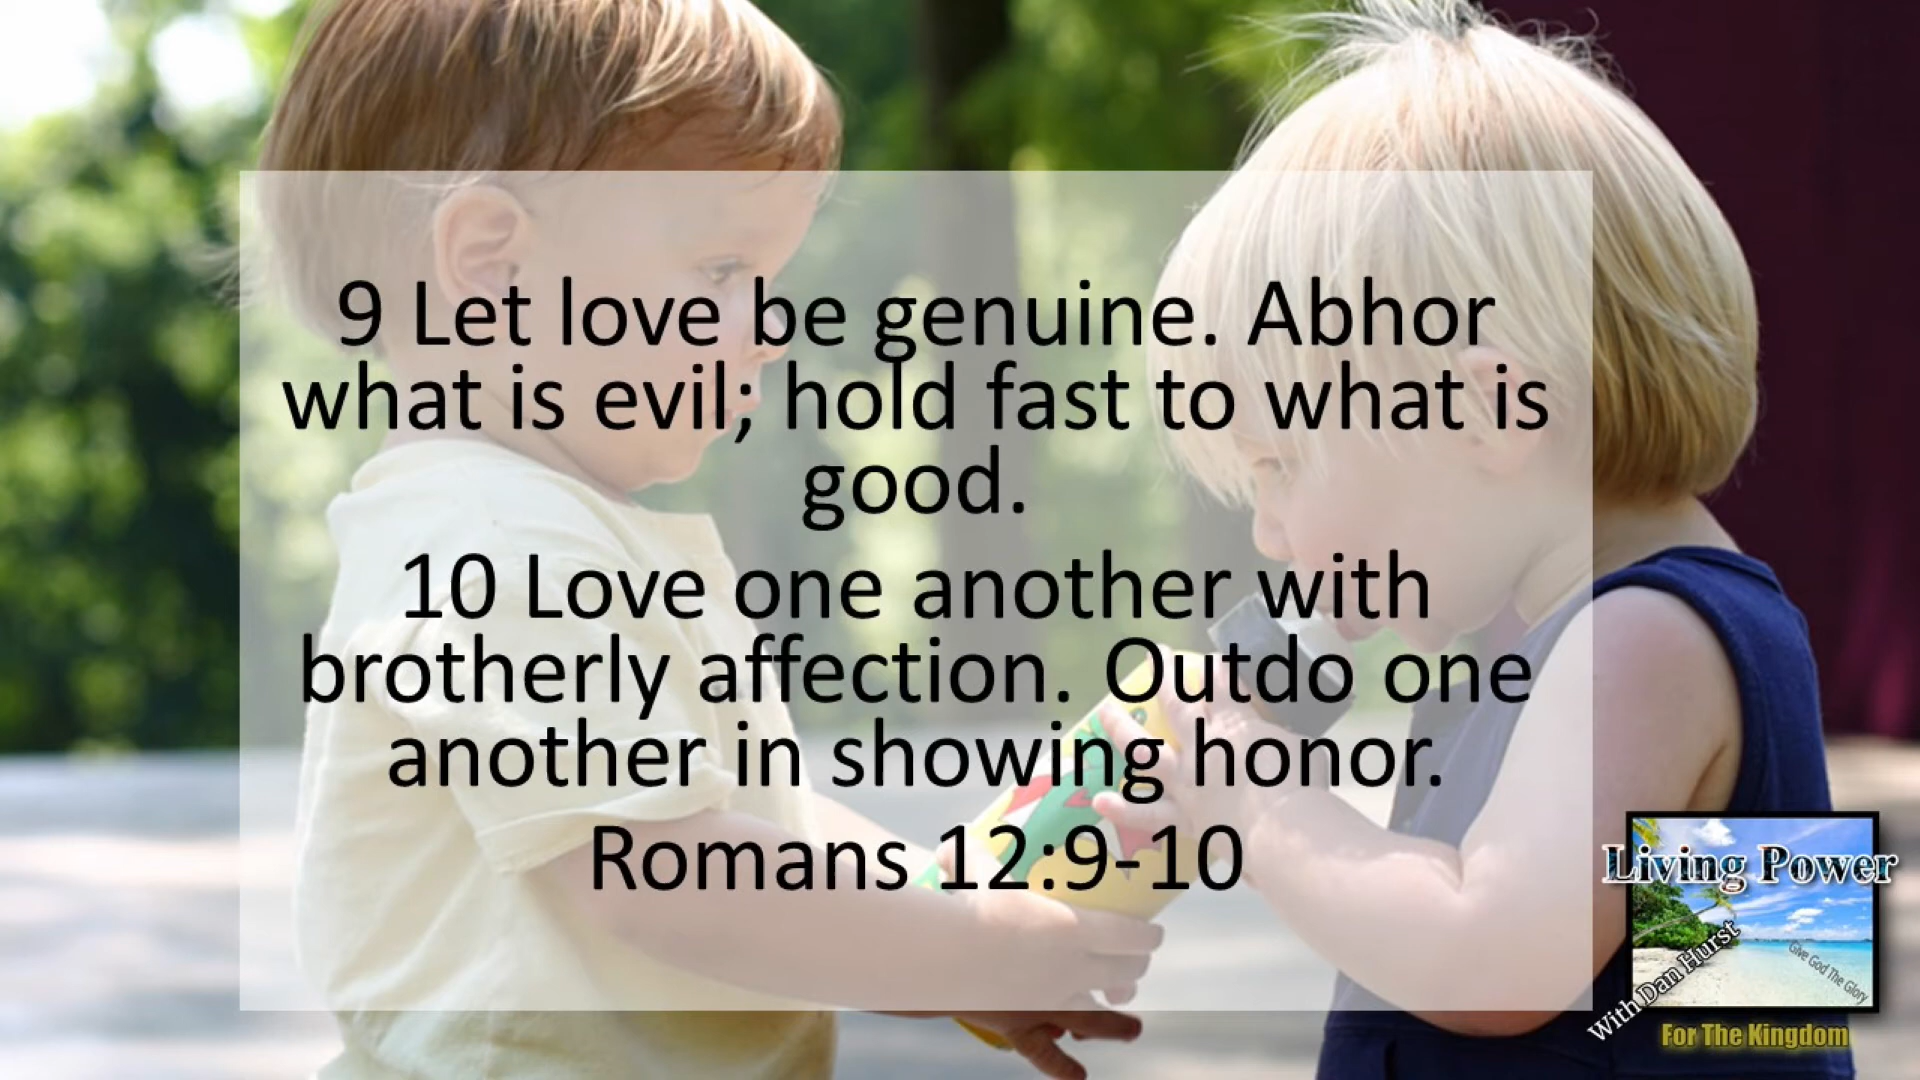 9 Let love be genuine. Abhor
what is evil; hold fast to what is
good.
10 Love one another with
brotherly affection. Outdo one
another in showing honor.
Romans 12:9-10
Living Power
With Dan Hurst
Give God The Glory
For The Kingdom